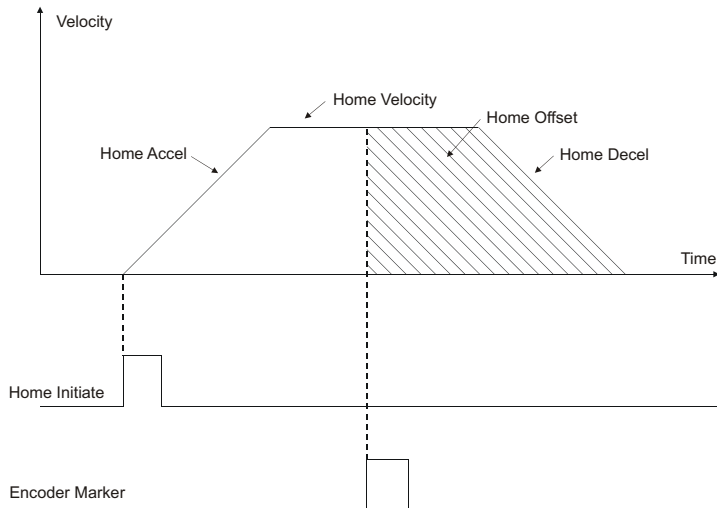 Velocity
Home Velocity
Home Offset
Home Accel
Home Decel
Time
Home Initiate
Encoder Marker